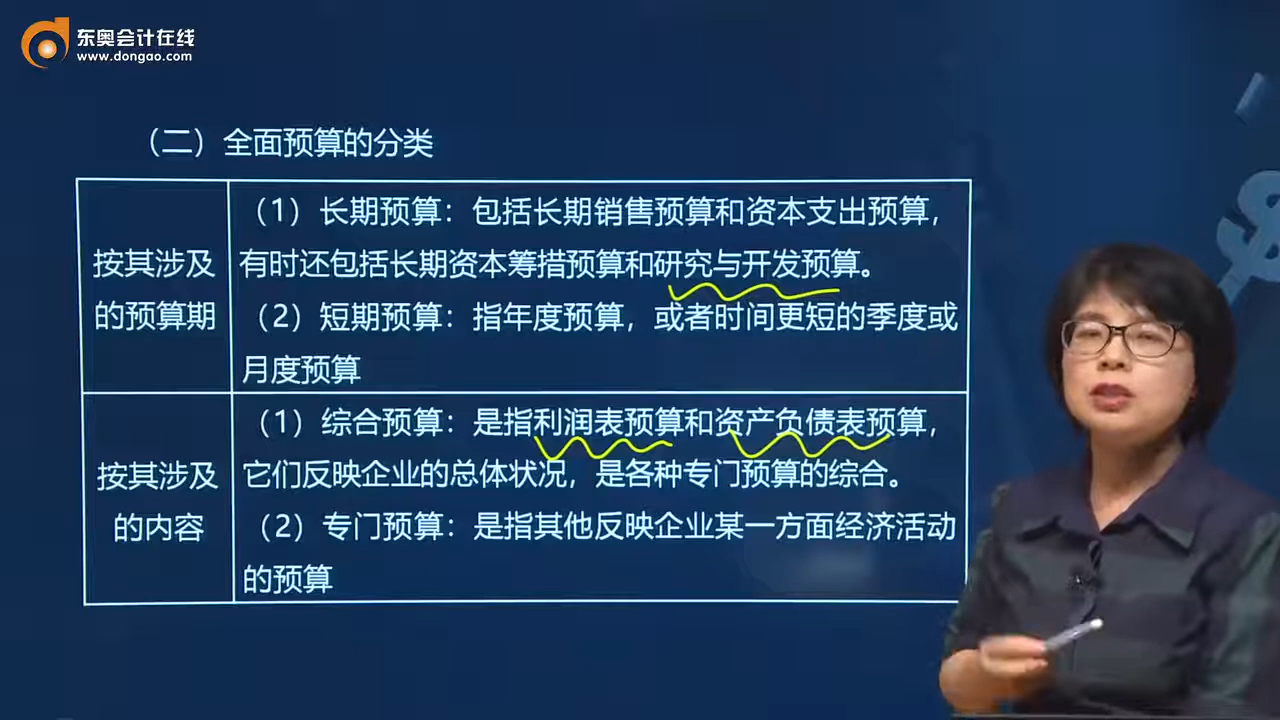 东奥会计在线
www.dongao.com
（二）全面预算的分类
按其涉及
的预算期
（1）长期预算：包括长期销售预算和资本支出预算，
有时还包括长期资本筹措预算和研究与开发预算。
（2）短期预算：指年度预算，或者时间更短的季度或
月度预算
按其涉及
的内容
（1）综合预算：是指利润表预算和资产负债表预算，
它们反映企业的总体状况，是各种专门预算的综合。
（2）专门预算：是指其他反映企业某一方面经济活动
的预算